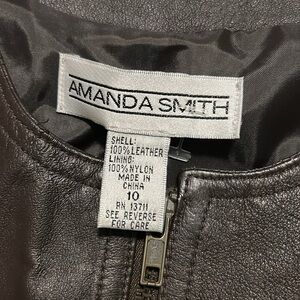 AMANDA SMITH
SHELL:
100% LEATHER
LINING:
100% NYLON
MADE IN
CHINA
10
RN 13711
SEE REVERSE
FOR CARE